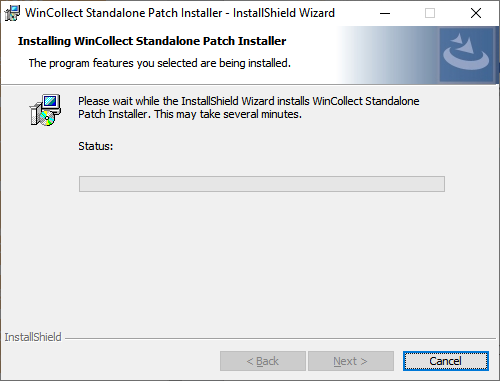 WinCollect Standalone Patch Installer - InstallShield Wizard
Installing WinCollect Standalone Patch Installer
The program features you selected are being installed.
Please wait while the InstallShield Wizard installs WinCollect Standalone
Patch Installer. This may take several minutes.
Status:
InstallShield
< Back
Next >
Cancel